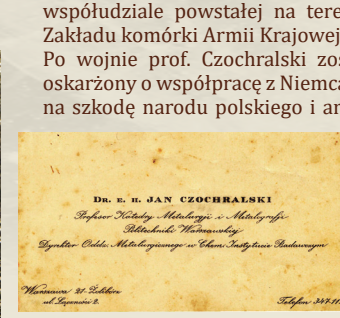 współudziale powstałej na tere
Zakładu komórki Armii Krajowej
Po wojnie prof. Czochralski zos
oskarżony o współpracę z Niemca
na szkodę narodu polskiego i ar
DR. E. H. JAN CZOCHRALSKI
Profesor Katedry Metalurgji i Metalografji
Politechniki Warszawskiej
Dyrektor Oddz. Metalurgicznego w Chem. Instytucie Badawczym
Warszawa 21-Żolibórz
ul. 2.
Telefon